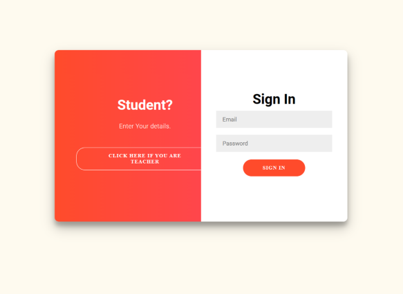 Student?
Enter Your details
CLICK HERE IF YOU ARE
TEACHER
Sign In
Email
Password
SIGN IN